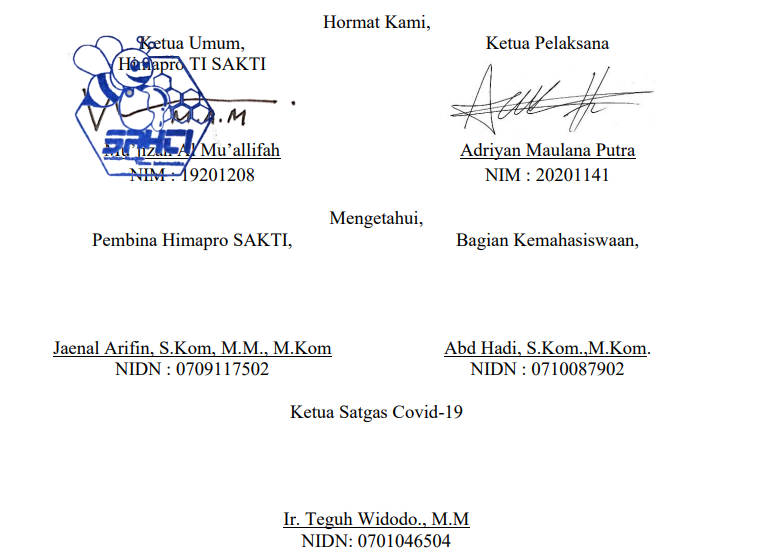 Hormat Kami,
Ketua Umum, Ketua Pelaksana
Himapro TI SAKTI
M.A.M
Mu'jizah Al Mu'allifah Adriyan Maulana Putra
NIM : 19201208 NIM : 20201141
Mengetahui,
Pembina Himapro SAKTI, Bagian Kemahasiswaan,
Jaenal Arifin, S.Kom, M.M., M.Kom Abd Hadi, S.Kom.,M.Kom.
NIDN : 0709117502 NIDN : 0710087902
Ketua Satgas Covid-19
Ir. Teguh Widodo., M.M
NIDN: 0701046504